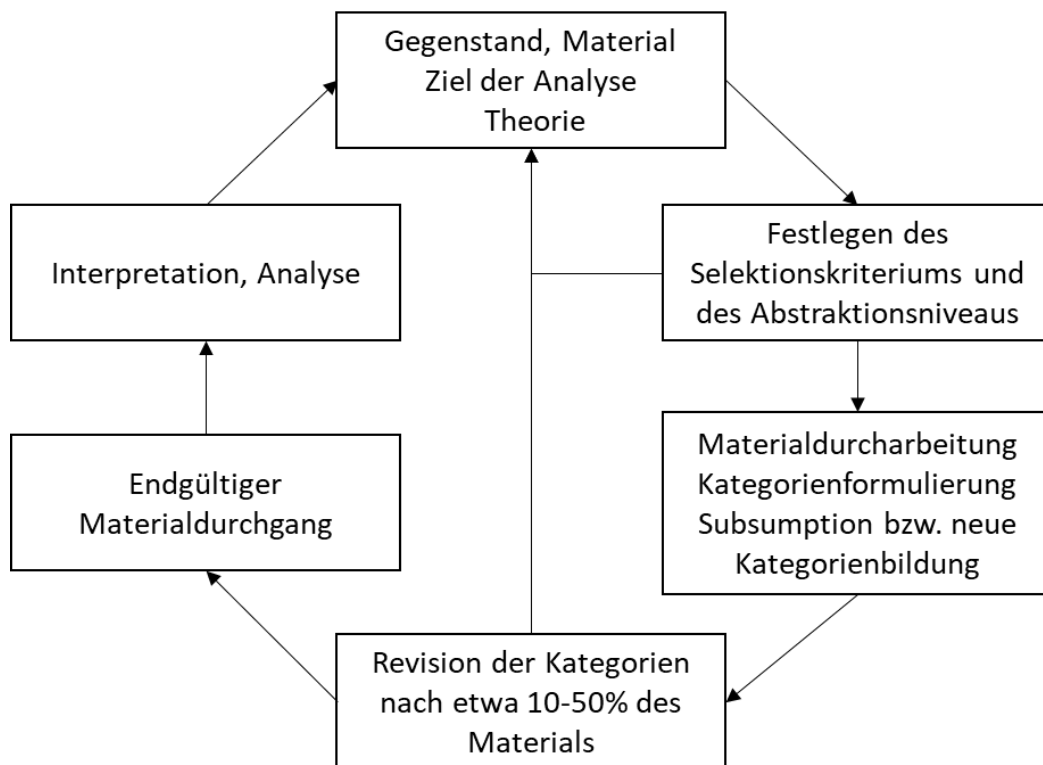 Gegenstand, Material
Ziel der Analyse
Theorie
Festlegen des
Selektionskriteriums und
des Abstraktionsniveaus
Materialdurcharbeitung
Kategorienformulierung
Subsumption bzw. neue
Kategorienbildung
Revision der Kategorien
nach etwa 10-50% des
Materials
Endgültiger
Materialdurchgang
Interpretation, Analyse